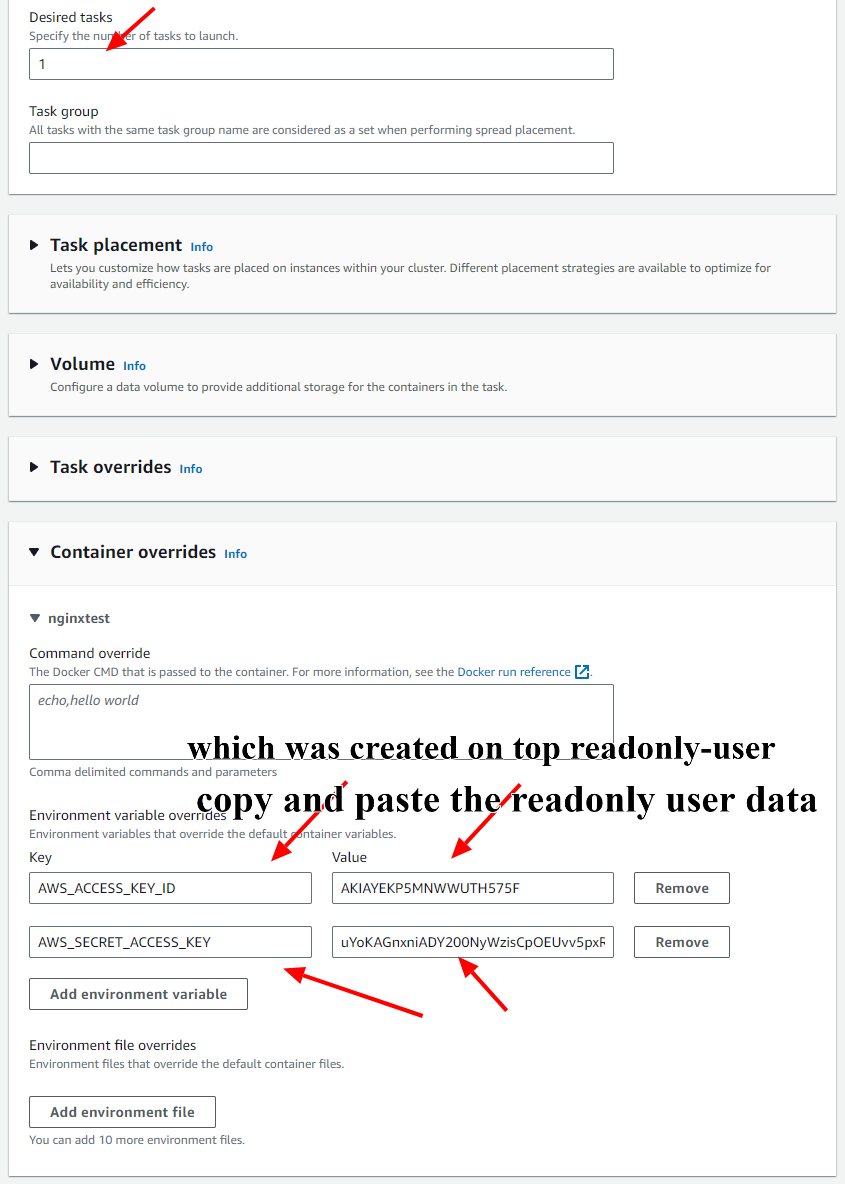 Desired tasks
Specify the number of tasks to launch.
1
Task group
All tasks with the same task group name are considered as a set when performing spread placement.
Task placement Info
Lets you customize how tasks are placed on instances within your cluster. Different placement strategies are available to optimize for
availability and efficiency.
Volume Info
Configure a data volume to provide additional storage for the containers in the task.
Task overrides Info
Container overrides Info
nginxtest
Command override
The Docker CMD that is passed to the container. For more information, see the Docker run reference.
echo,hello world
which was created on top readonly-user
Comma delimited commands and parameters
copy and paste the readonly user data
Environment variable overrides
Environment variables that override the default container variables.
Key Value
AWS_ACCESS_KEY_ID AKIAYEKP5MNWWUTH575F Remove
AWS_SECRET_ACCESS_KEY uYoKAGnxniADY200NyWzisCpOEUvv5pxR Remove
Add environment variable
Environment file overrides
Environment files that override the default container files.
Add environment file
You can add 10 more environment files.